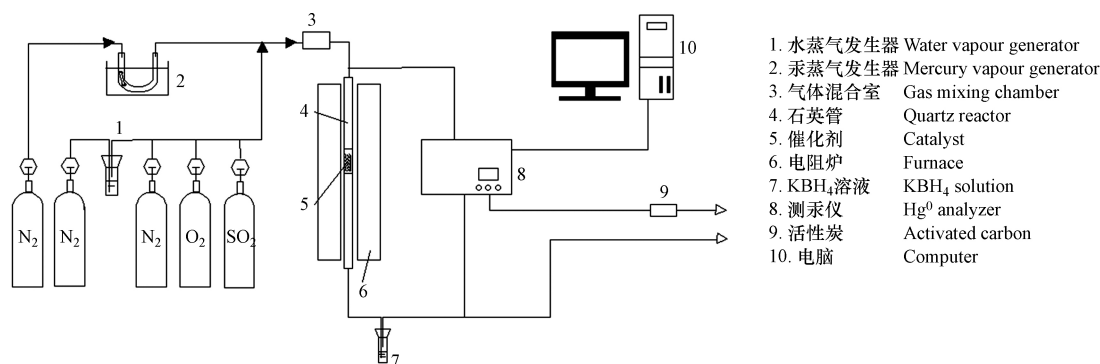 3
10
2
1
4
5
6
8
9
7
N2
N2
N2
O2
SO2
1. 水蒸气发生器 Water vapour generator
2. 汞蒸气发生器 Mercury vapour generator
3. 气体混合室 Gas mixing chamber
4. 石英管 Quartz reactor
5. 催化剂 Catalyst
6. 电阻炉 Furnace
7. KBH4溶液 KBH4 solution
8. 测汞仪 Hg0 analyzer
9. 活性炭 Activated carbon
10. 电脑 Computer